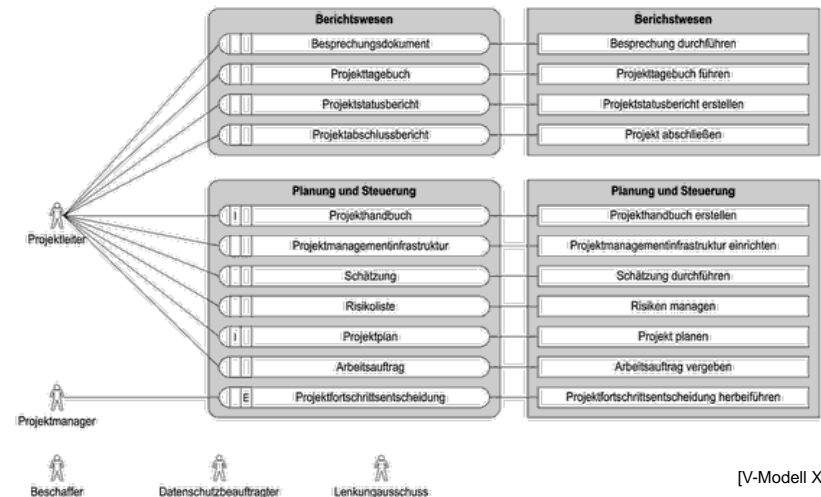 Berichtswesen Berichstwesen
Besprechungsdokument Besprechung durchführen
Projekttagebuch Projekttagebuch führen
Projektstatusbericht Projektstatusbericht erstellen
Projektabschlussbericht Projekt abschließen
Planung und Steuerung Planung und Steuerung
I Projekthandbuch Projekthandbuch erstellen
Projektleiter
Projektmanagementinfrastruktur Projektmanagementinfrastruktur einrichten
Schätzung Schätzung durchführen
Risikoliste Risiken managen
I Projektplan Projekt planen
Arbeitsauftrag Arbeitsauftrag vergeben
E Projektfortschrittsentscheidung Projektfortschrittsentscheidung herbeiführen
Projektmanager
Beschaffer Datenschutzbeauftragter Lenkungausschuss
[V-Modell X